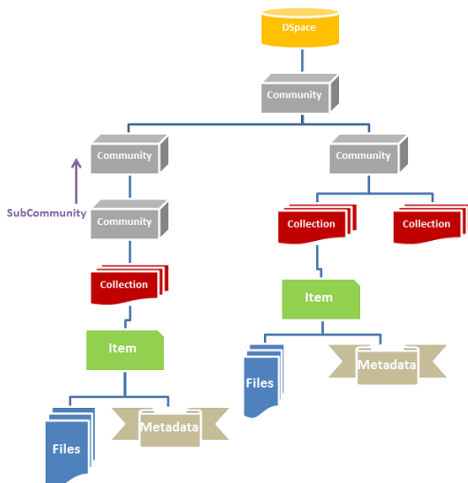 DSpace
Community
Community
Community
SubCommunity
Community
Collection
Collection
Collection
Item
Item
Metadata
Files
Metadata
Files